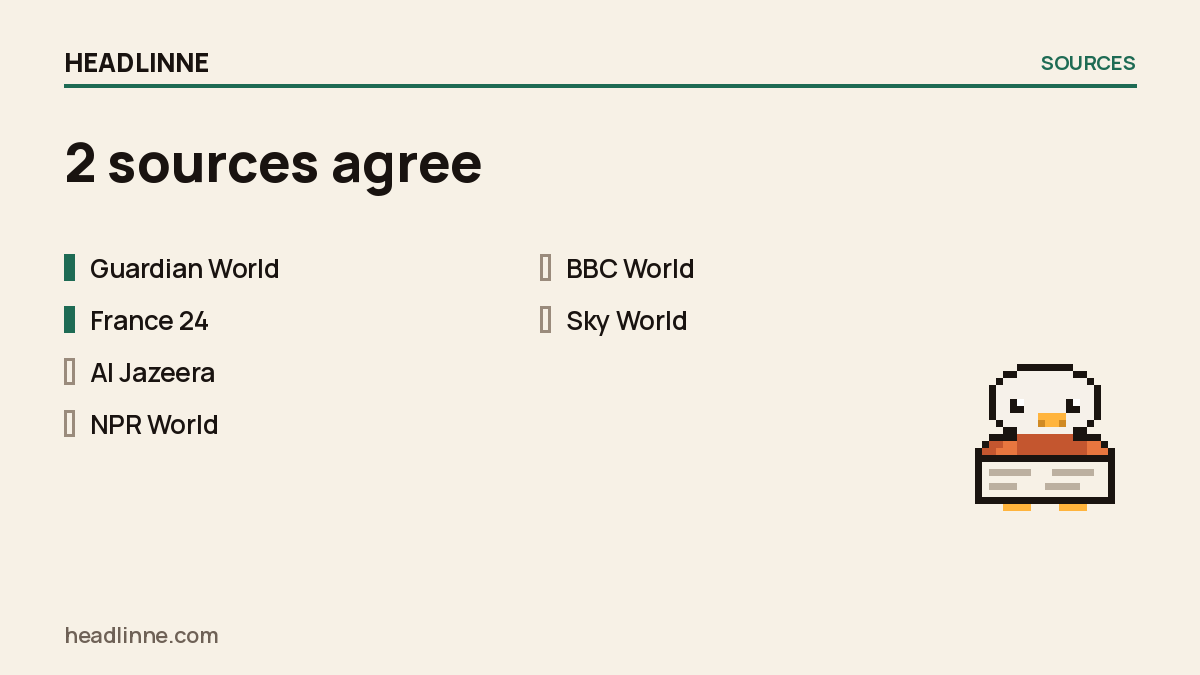 HEADLINNE
SOURCES
2 sources agree
Guardian World
France 24
Al Jazeera
NPR World
BBC World
Sky World
headlinne.com